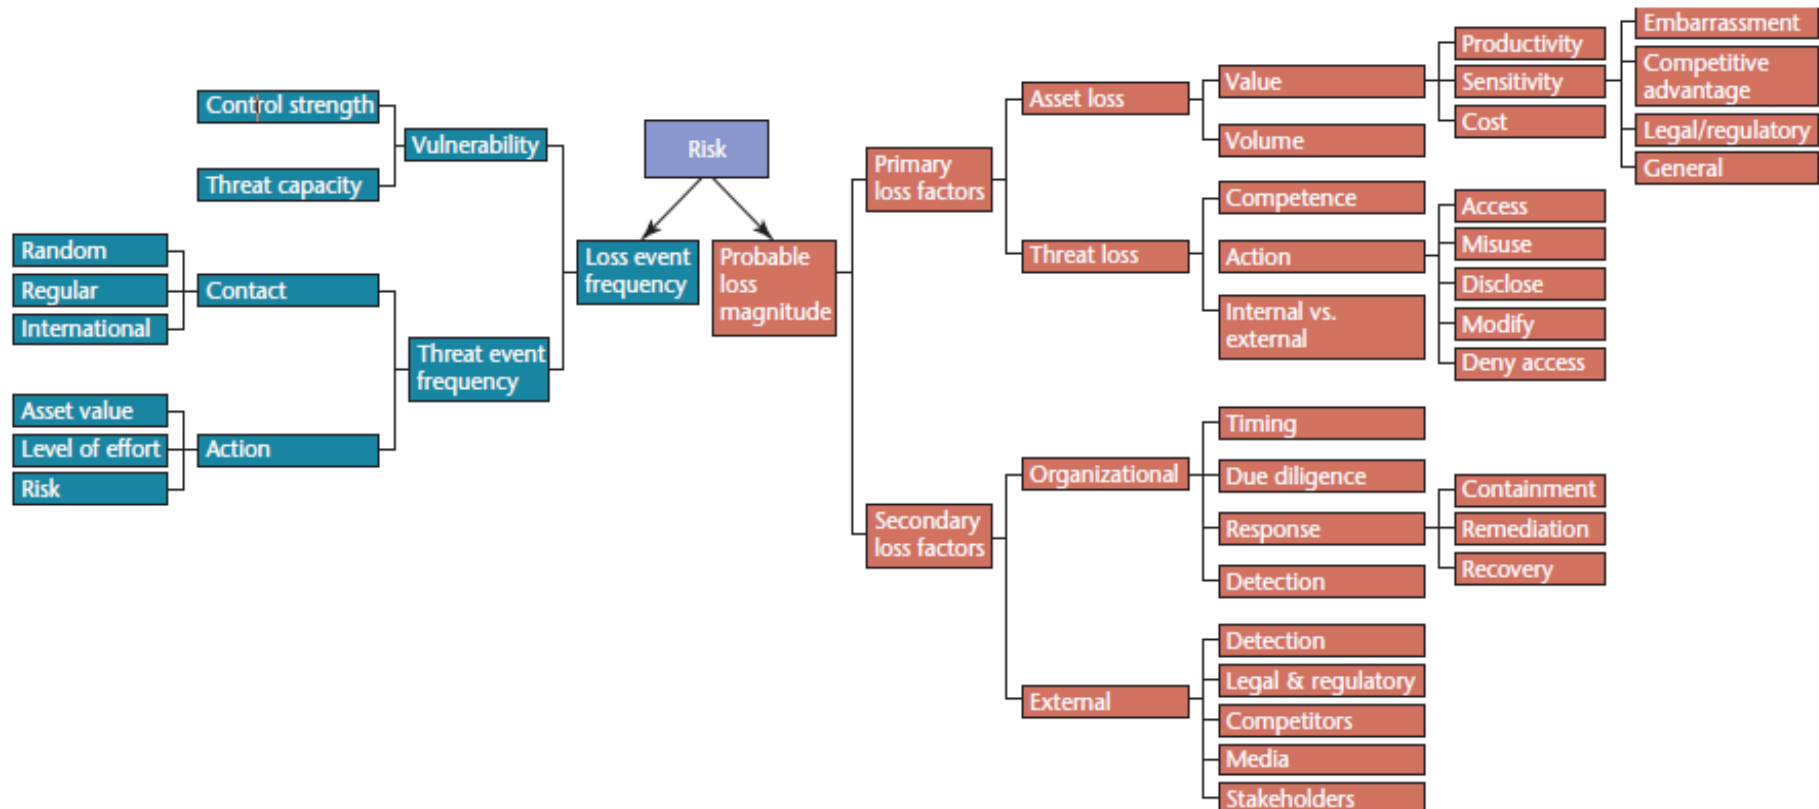 Control strength
Threat capacity
Vulnerability
Random
Regular
International
Contact
Asset value
Level of effort
Risk
Action
Threat event
frequency
Risk
Loss event
frequency
Probable
loss
magnitude
Primary
loss factors
Secondary
loss factors
Asset loss
Threat loss
Value
Volume
Productivity
Sensitivity
Cost
Embarrassment
Competitive
advantage
Legal/regulatory
General
Competence
Action
Internal vs.
external
Access
Misuse
Disclose
Modify
Deny access
Organizational
Timing
Due diligence
Response
Detection
Containment
Remediation
Recovery
External
Detection
Legal & regulatory
Competitors
Media
Stakeholders